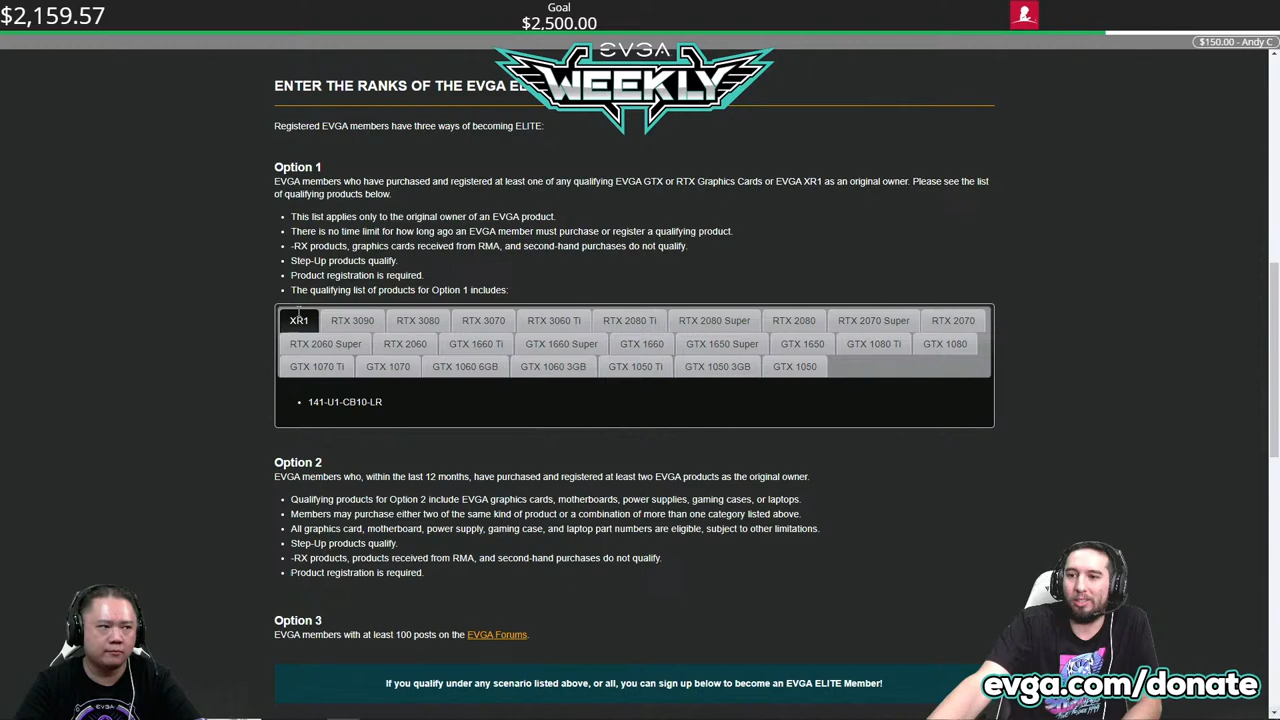 $2,159.57
Goal
$2,500.00
$150.00 - Andy C
EVGA
WEEKLY
ENTER THE RANKS OF THE EVGA
Registered EVGA members have three ways of becoming ELITE:
Option 1
EVGA members who have purchased and registered at least one of any qualifying EVGA GTX or RTX Graphics Cards or EVGA XR1 as an original owner. Please see the list
of qualifying products below.
• This list applies only to the original owner of an EVGA product.
• There is no time limit for how long ago an EVGA member must purchase or register a qualifying product.
• -RX products, graphics cards received from RMA, and second-hand purchases do not qualify.
• Step-Up products qualify.
• Product registration is required.
• The qualifying list of products for Option 1 includes:
XR1 RTX 3090 RTX 3080 RTX 3070 RTX 3060 Ti RTX 2080 Ti RTX 2080 Super RTX 2080 RTX 2070 Super RTX 2070
RTX 2060 Super RTX 2060 GTX 1660 Ti GTX 1660 Super GTX 1660 GTX 1650 Super GTX 1650 GTX 1080 Ti GTX 1080
GTX 1070 Ti GTX 1070 GTX 1060 6GB GTX 1060 3GB GTX 1050 Ti GTX 1050 3GB GTX 1050
• 141-U1-CB10-LR
Option 2
EVGA members who, within the last 12 months, have purchased and registered at least two EVGA products as the original owner.
• Qualifying products for Option 2 include EVGA graphics cards, motherboards, power supplies, gaming cases, or laptops.
• Members may purchase either two of the same kind of product or a combination of more than one category listed above.
• All graphics card, motherboard, power supply, gaming case, and laptop part numbers are eligible, subject to other limitations.
• Step-Up products qualify.
• -RX products, products received from RMA, and second-hand purchases do not qualify.
• Product registration is required.
Option 3
EVGA members with at least 100 posts on the EVGA Forums.
If you qualify under any scenario listed above, or all, you can sign up below to become an EVGA ELITE Member!
evga.com/donate